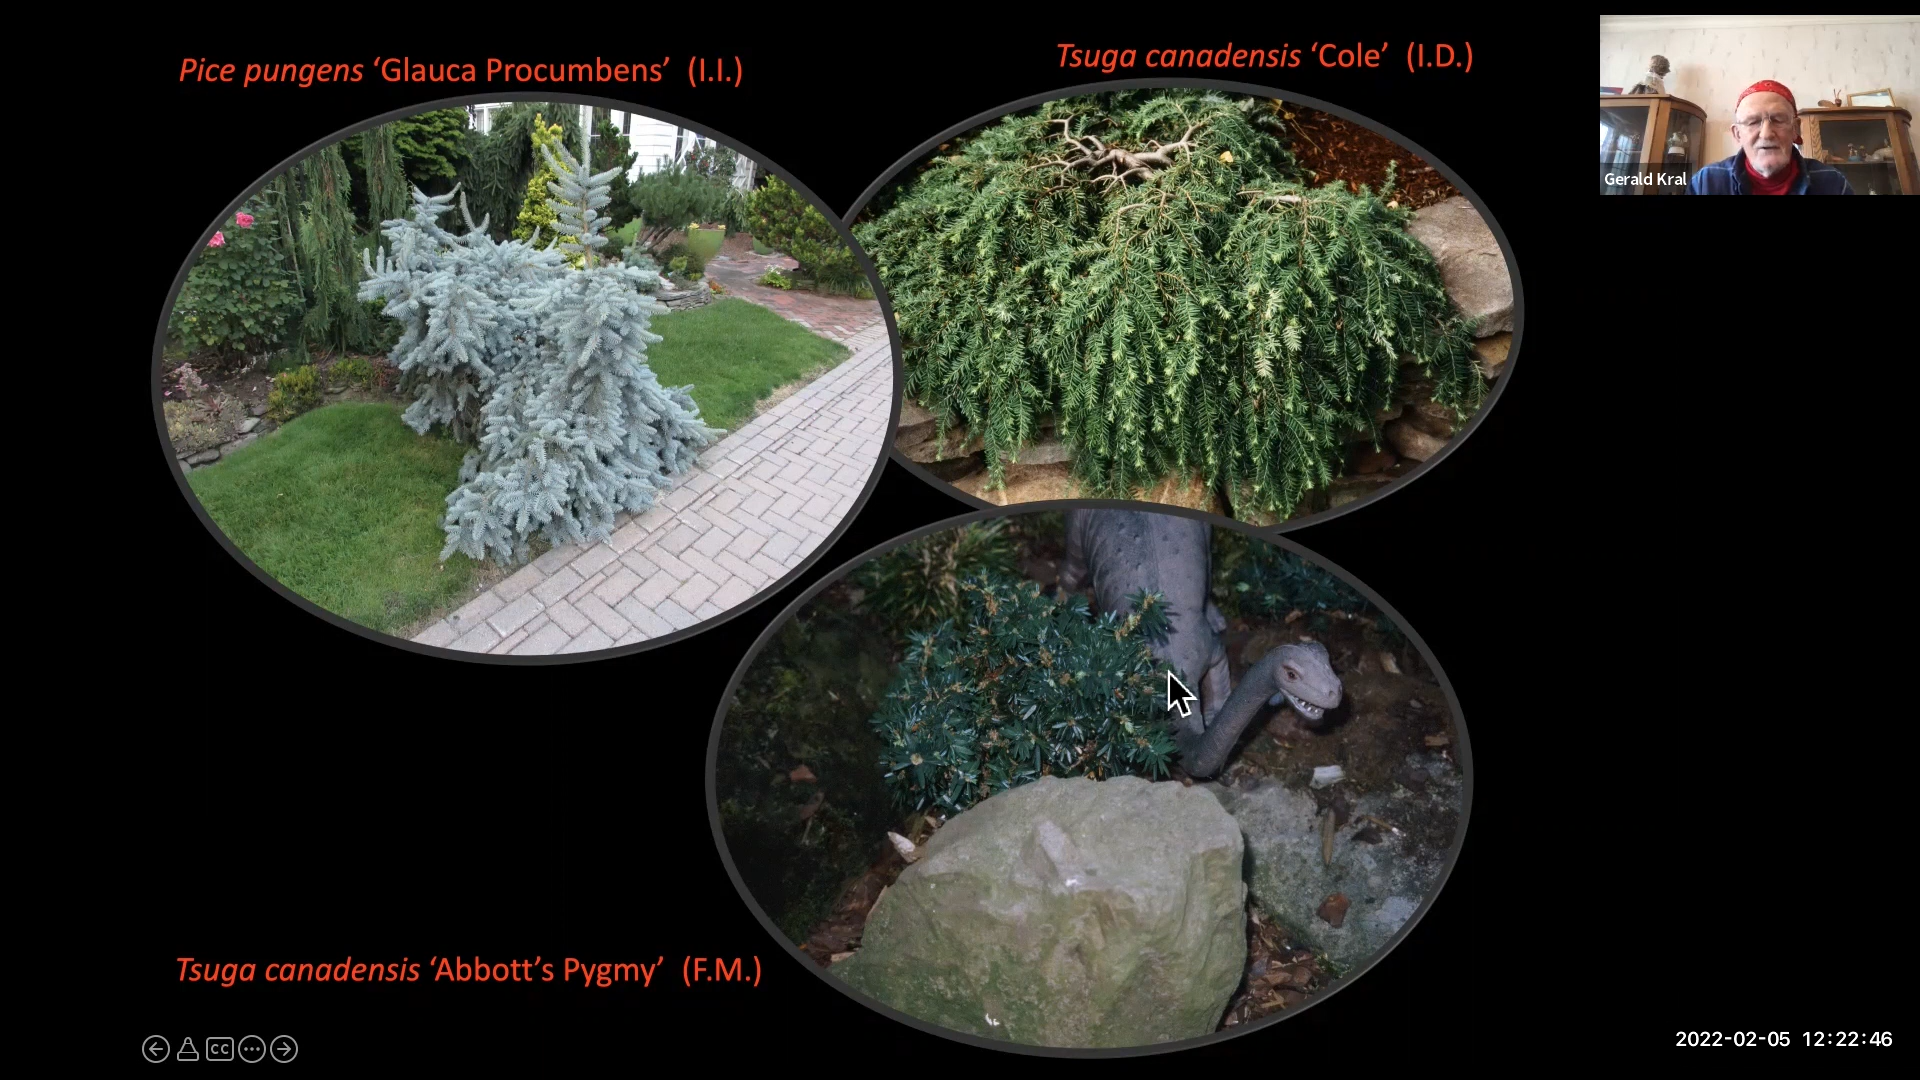 Pice pungens ‘Glauca Procumbens’ (I.I.)
Tsuga canadensis ‘Cole’ (I.D.)
Gerald Kral
Tsuga canadensis ‘Abbott’s Pygmy’ (F.M.)
CC
2022-02-05 12:22:46